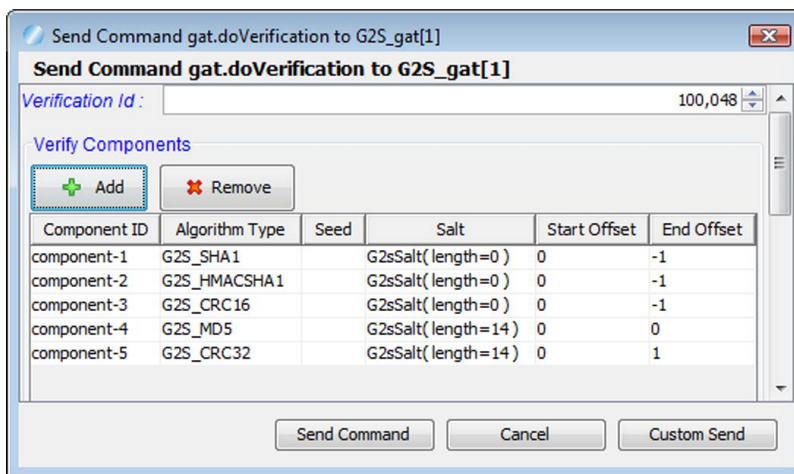 Send Command gat.doVerification to G2S_gat[1]
Send Command gat.doVerification to G2S_gat[1]
Verification Id : 100,048
Verify Components
Add Remove
Component ID Algorithm Type Seed Salt Start Offset End Offset
component-1 G2S_SHA1 G2sSalt(length=0) 0 -1
component-2 G2S_HMACSHA1 G2sSalt(length=0) 0 -1
component-3 G2S_CRC16 G2sSalt(length=0) 0 -1
component-4 G2S_MD5 G2sSalt(length=14) 0 0
component-5 G2S_CRC32 G2sSalt(length=14) 0 1
Send Command Cancel Custom Send